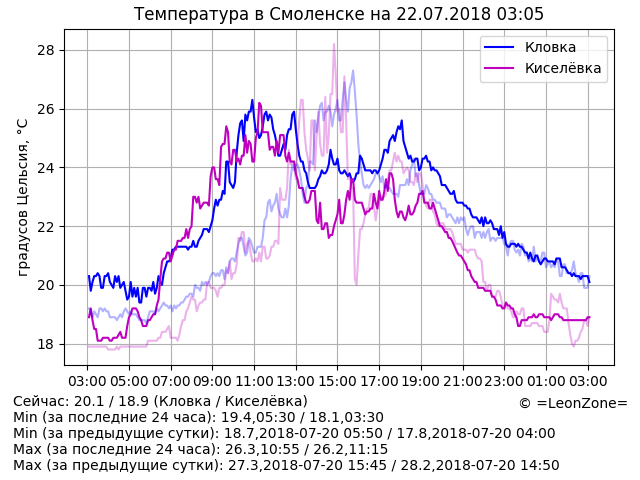 Температура в Смоленске на 22.07.2018 03:05
Кловка
Киселёвка
градусов Цельсия, °C
28
26
24
22
20
18
03:00 05:00 07:00 09:00 11:00 13:00 15:00 17:00 19:00 21:00 23:00 01:00 03:00
Сейчас: 20.1 / 18.9 (Кловка / Киселёвка)
© =LeonZone=
Min (за последние 24 часа): 19.4,05:30 / 18.1,03:30
Min (за предыдущие сутки): 18.7,2018-07-20 05:50 / 17.8,2018-07-20 04:00
Max (за последние 24 часа): 26.3,10:55 / 26.2,11:15
Max (за предыдущие сутки): 27.3,2018-07-20 15:45 / 28.2,2018-07-20 14:50